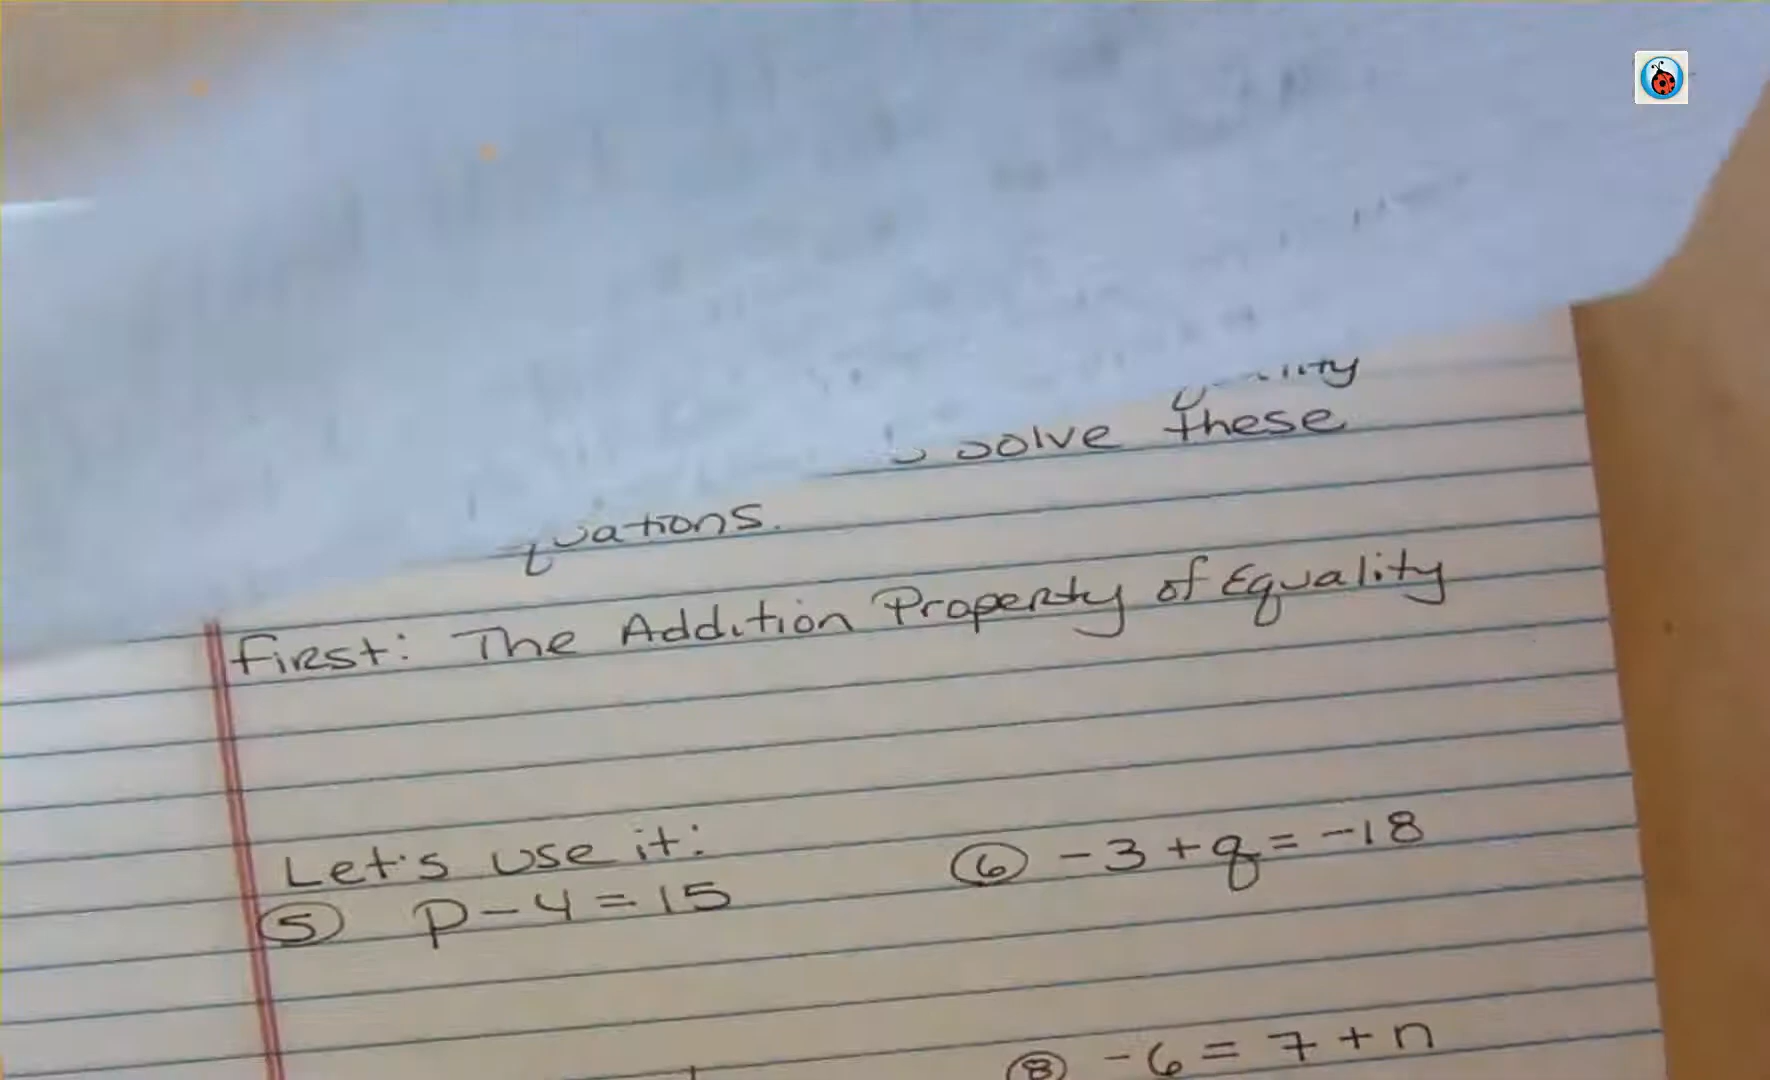 solve these
First: The Addition Property of Equality
Let's use it:
⑤ p-4=15
⑥ -3+q=-18
⑧ -6=7+n